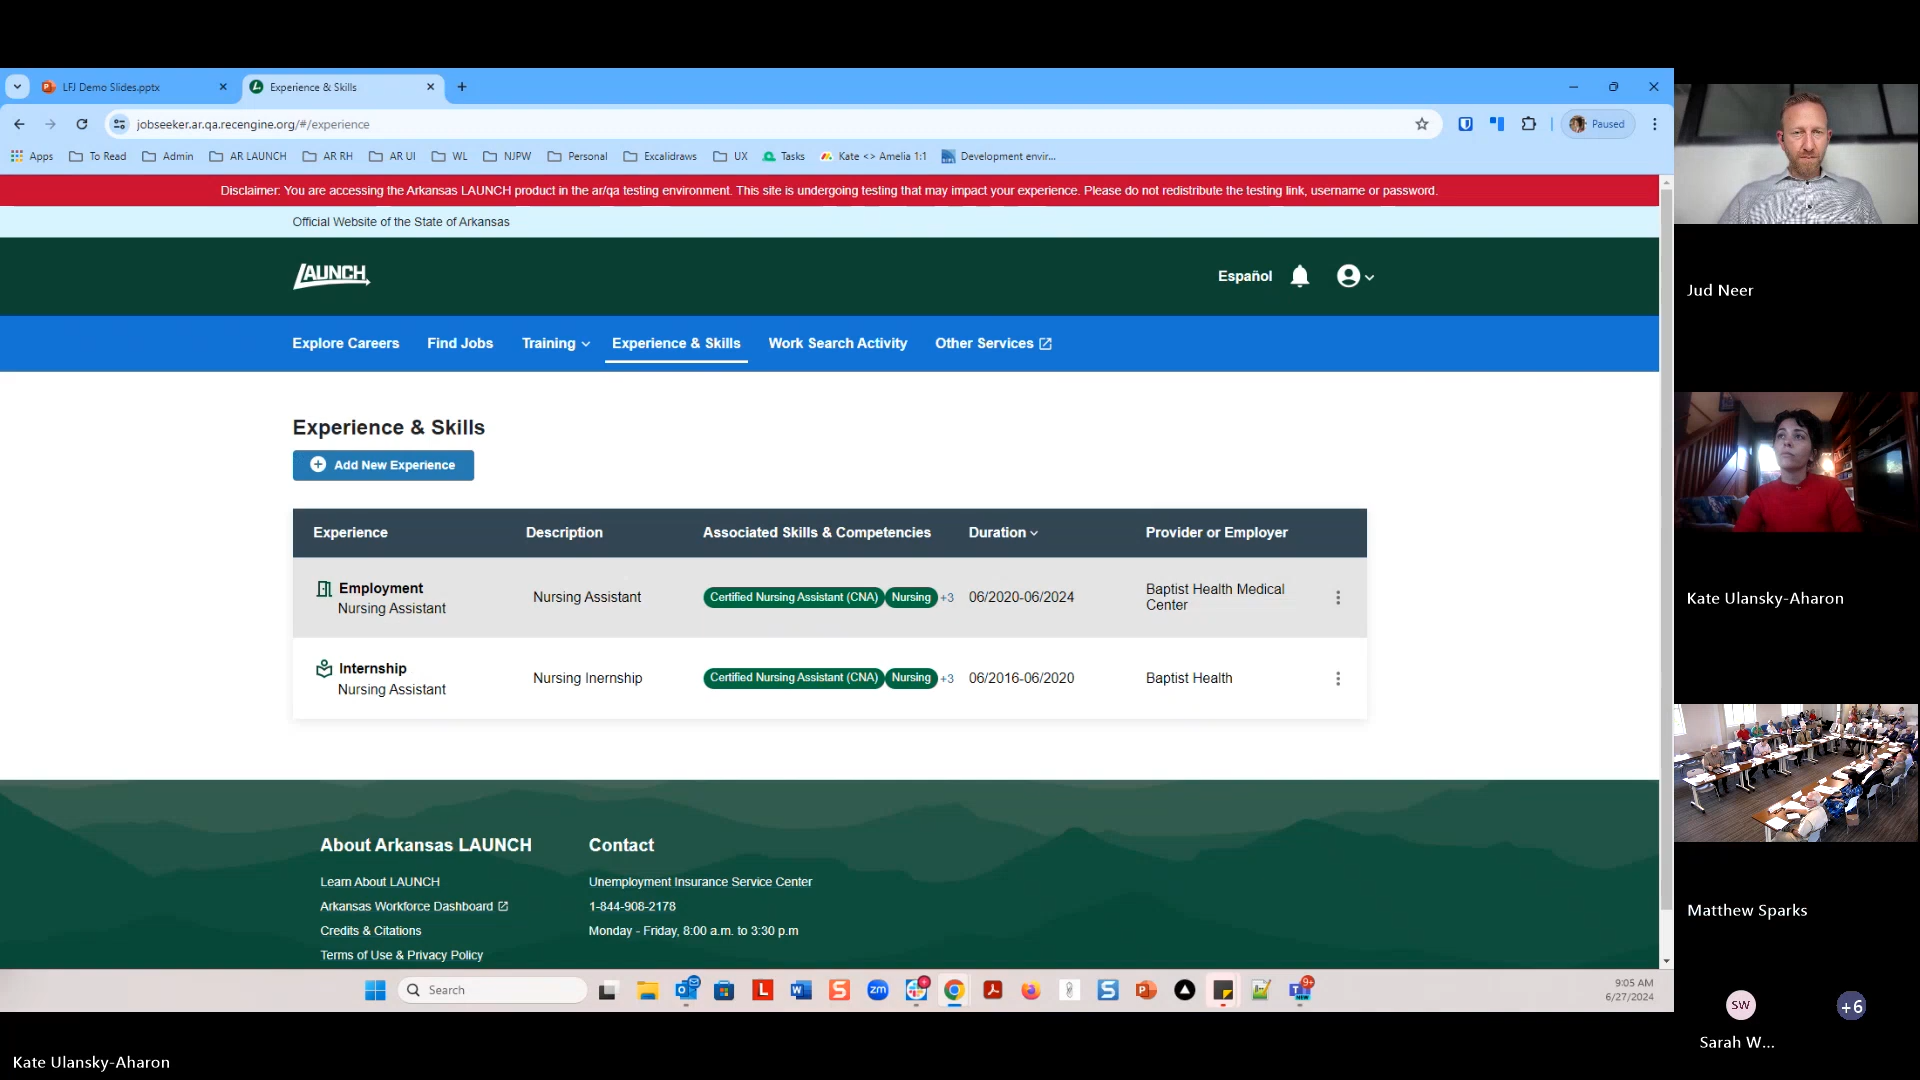 LFJ Demo Slides.pptx
Experience & Skills
jobseeker.ar.qa.recengine.org/#/experience
Paused
Apps
To Read
Admin
AR LAUNCH
AR RH
AR UI
WL
NJPW
Personal
Excalidraws
UX
Tasks
Kate <> Amelia 1:1
Development envir...
Disclaimer: You are accessing the Arkansas LAUNCH product in the ar/qa testing environment. This site is undergoing testing that may impact your experience. Please do not redistribute the testing link, username or password.
Official Website of the State of Arkansas
LAUNCH
Español
Explore Careers
Find Jobs
Training
Experience & Skills
Work Search Activity
Other Services
Experience & Skills
Add New Experience
Experience
Description
Associated Skills & Competencies
Duration
Provider or Employer
Employment
Nursing Assistant
Nursing Assistant
Certified Nursing Assistant (CNA)
Nursing
+3
06/2020-06/2024
Baptist Health Medical
Center
Internship
Nursing Assistant
Nursing Inernship
Certified Nursing Assistant (CNA)
Nursing
+3
06/2016-06/2020
Baptist Health
About Arkansas LAUNCH
Learn About LAUNCH
Arkansas Workforce Dashboard
Credits & Citations
Terms of Use & Privacy Policy
Contact
Unemployment Insurance Service Center
1-844-908-2178
Monday - Friday, 8:00 a.m. to 3:30 p.m
Search
L
W
S
zm
S
P
9+
NEW
9:05 AM
6/27/2024
Jud Neer
Kate Ulansky-Aharon
Matthew Sparks
SW
+6
Sarah W...
Kate Ulansky-Aharon